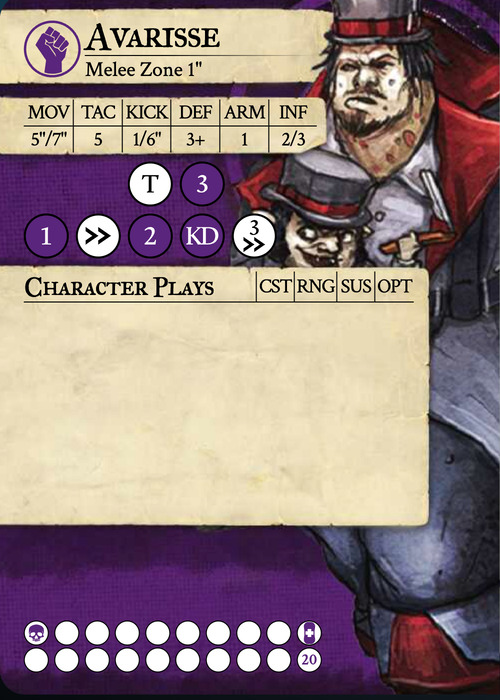 AVARISSE
Melee Zone 1"
MOV TAC KICK DEF ARM INF
5"/7" 5 1/6" 3+ 1 2/3
T 3
1 >> 2 KD 3 >>
CHARACTER PLAYS CST RNG SUS OPT
20